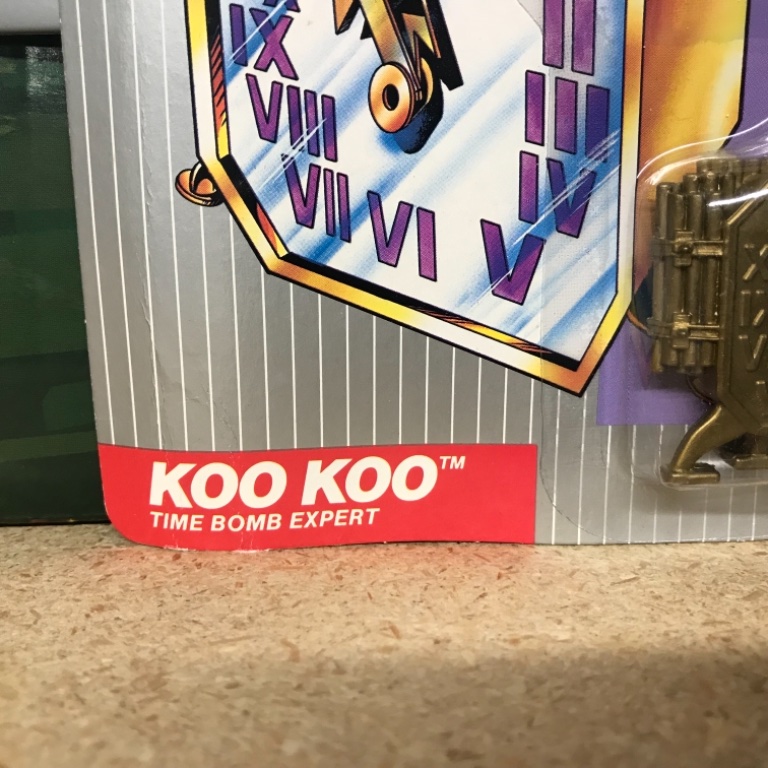 IX II
VIII III
VII VI V IV
KOO KOO™
TIME BOMB EXPERT